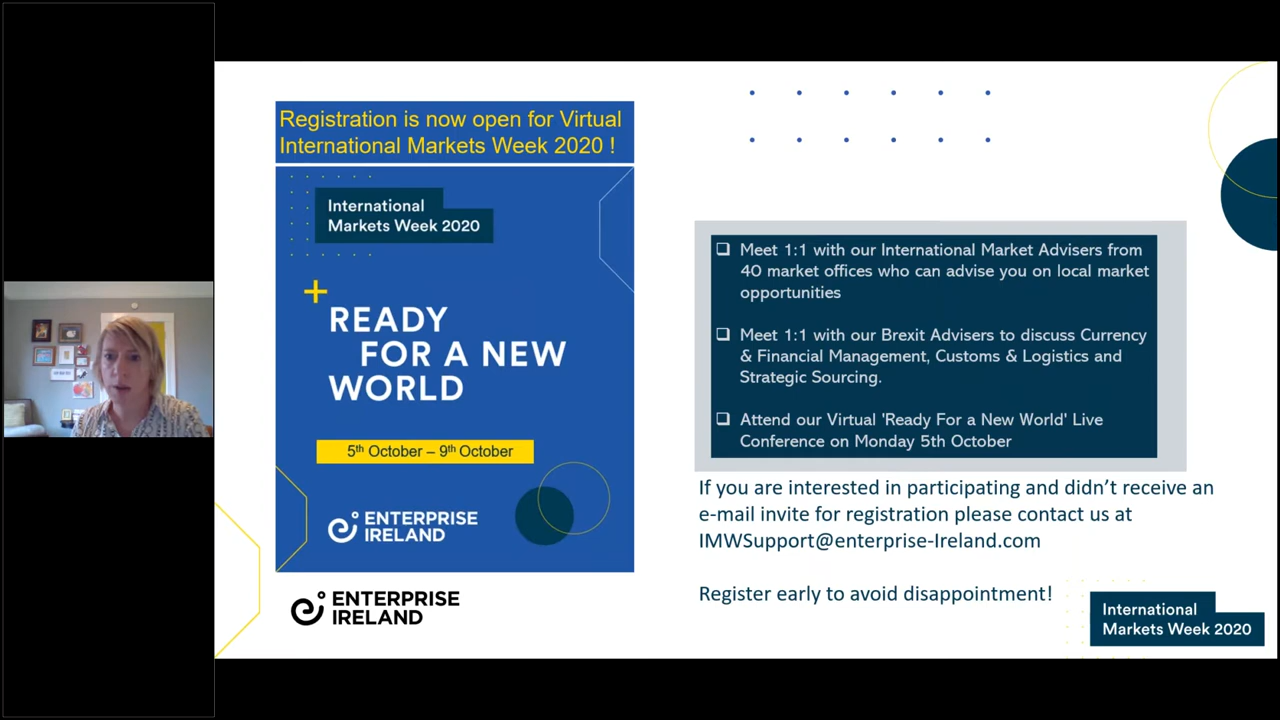 Registration is now open for Virtual
International Markets Week 2020 !
International
Markets Week 2020
READY
FOR A NEW
WORLD
5th October – 9th October
ENTERPRISE
IRELAND
ENTERPRISE
IRELAND
Meet 1:1 with our International Market Advisers from
40 market offices who can advise you on local market
opportunities
Meet 1:1 with our Brexit Advisers to discuss Currency
& Financial Management, Customs & Logistics and
Strategic Sourcing.
Attend our Virtual 'Ready For a New World' Live
Conference on Monday 5th October
If you are interested in participating and didn’t receive an
e-mail invite for registration please contact us at
IMWSupport@enterprise-Ireland.com
Register early to avoid disappointment!
International
Markets Week 2020